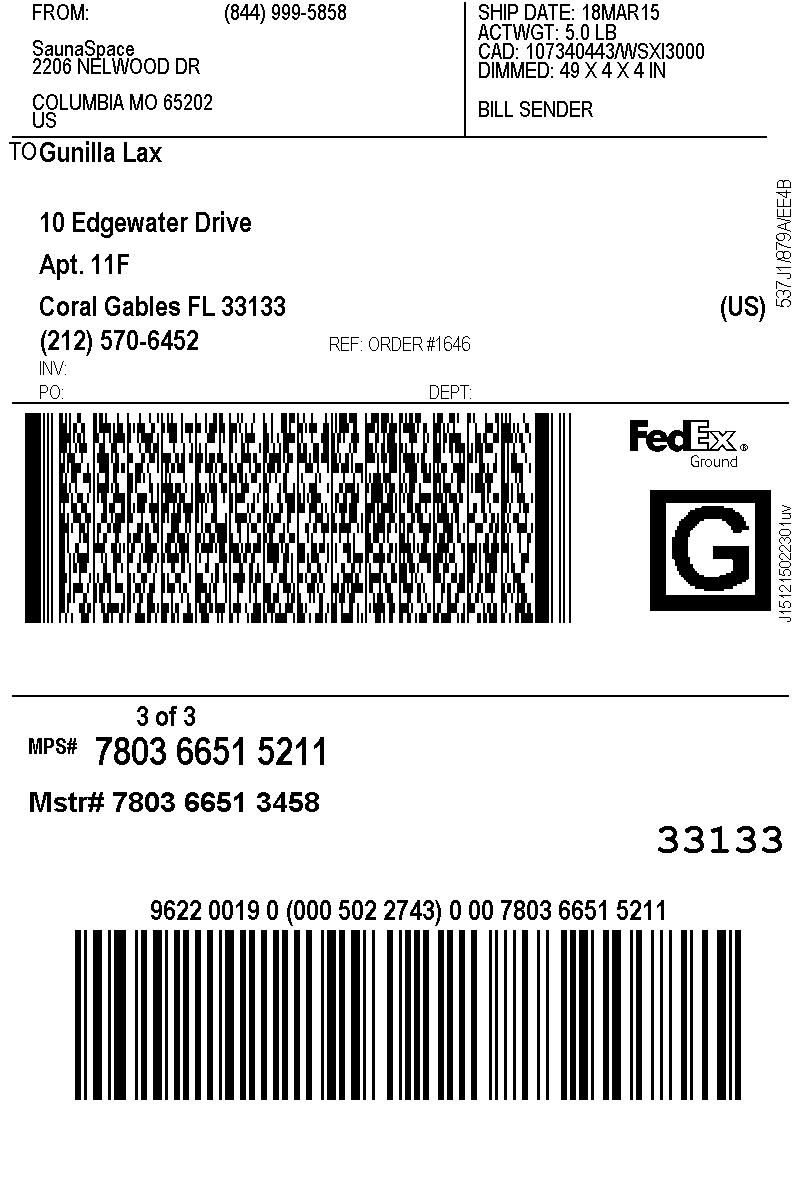 FROM: (844) 999-5858
SaunaSpace
2206 NELWOOD DR
COLUMBIA MO 65202
US
SHIP DATE: 18MAR15
ACTWGT: 5.0 LB
CAD: 107340443/WSXI3000
DIMMED: 49 X 4 X 4 IN
BILL SENDER
TO Gunilla Lax
10 Edgewater Drive
Apt. 11F
Coral Gables FL 33133 (US)
(212) 570-6452 REF: ORDER #1646
INV:
PO: DEPT:
537J1/879A/EE4B
FedEx®
Ground
G
J151215022301uv
3 of 3
MPS# 7803 6651 5211
Mstr# 7803 6651 3458
33133
9622 0019 0 (000 502 2743) 0 00 7803 6651 5211